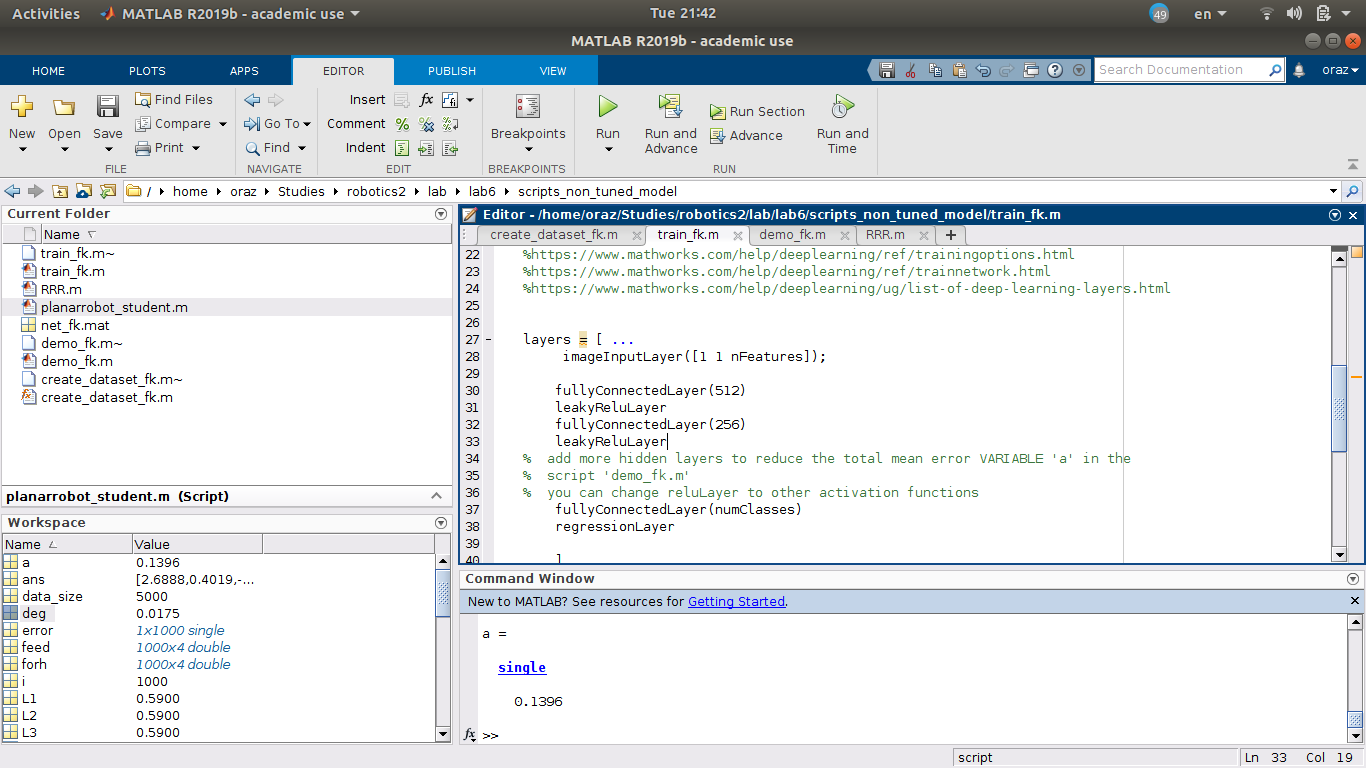 Activities MATLAB R2019b - academic use Tue 21:42 49 en
MATLAB R2019b - academic use
HOME PLOTS APPS EDITOR PUBLISH VIEW Search Documentation oraz
New Open Save Find Files Compare Print
FILE
Go To Find
NAVIGATE
Insert fx
Comment
Indent
EDIT
Breakpoints
BREAKPOINTS
Run Run and Advance Run Section Advance Run and Time
RUN
/ home oraz Studies robotics2 lab lab6 scripts_non_tuned_model
Current Folder
Name
train_fk.m~
train_fk.m
RRR.m
planarrobot_student.m
net_fk.mat
demo_fk.m~
demo_fk.m
create_dataset_fk.m~
create_dataset_fk.m
planarrobot_student.m (Script)
Workspace
Name Value
a 0.1396
ans [2.6888,0.4019,-...
data_size 5000
deg 0.0175
error 1x1000 single
feed 1000x4 double
forh 1000x4 double
i 1000
L1 0.5900
L2 0.5900
L3 0.5900
Editor - /home/oraz/Studies/robotics2/lab/lab6/scripts_non_tuned_model/train_fk.m
create_dataset_fk.m train_fk.m demo_fk.m RRR.m +
22 %https://www.mathworks.com/help/deeplearning/ref/trainingoptions.html
23 %https://www.mathworks.com/help/deeplearning/ref/trainnetwork.html
24 %https://www.mathworks.com/help/deeplearning/ug/list-of-deep-learning-layers.html
25
26
27 - layers = [ ...
28 imageInputLayer([1 1 nFeatures]);
29
30 fullyConnectedLayer(512)
31 leakyReluLayer
32 fullyConnectedLayer(256)
33 leakyReluLayer
34 % add more hidden layers to reduce the total mean error VARIABLE 'a' in the
35 % script 'demo_fk.m'
36 % you can change reluLayer to other activation functions
37 fullyConnectedLayer(numClasses)
38 regressionLayer
39
40 ]
Command Window
New to MATLAB? See resources for Getting Started.
a =
single
0.1396
fx >>
script Ln 33 Col 19